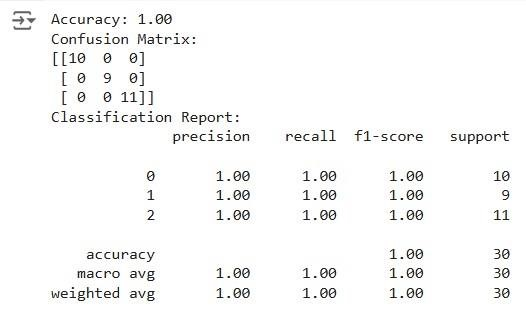 Accuracy: 1.00
Confusion Matrix:
[[10  0  0]
 [ 0  9  0]
 [ 0  0 11]]
Classification Report:
              precision    recall  f1-score   support

           0       1.00      1.00      1.00        10
           1       1.00      1.00      1.00         9
           2       1.00      1.00      1.00        11

    accuracy                           1.00        30
   macro avg       1.00      1.00      1.00        30
weighted avg       1.00      1.00      1.00        30